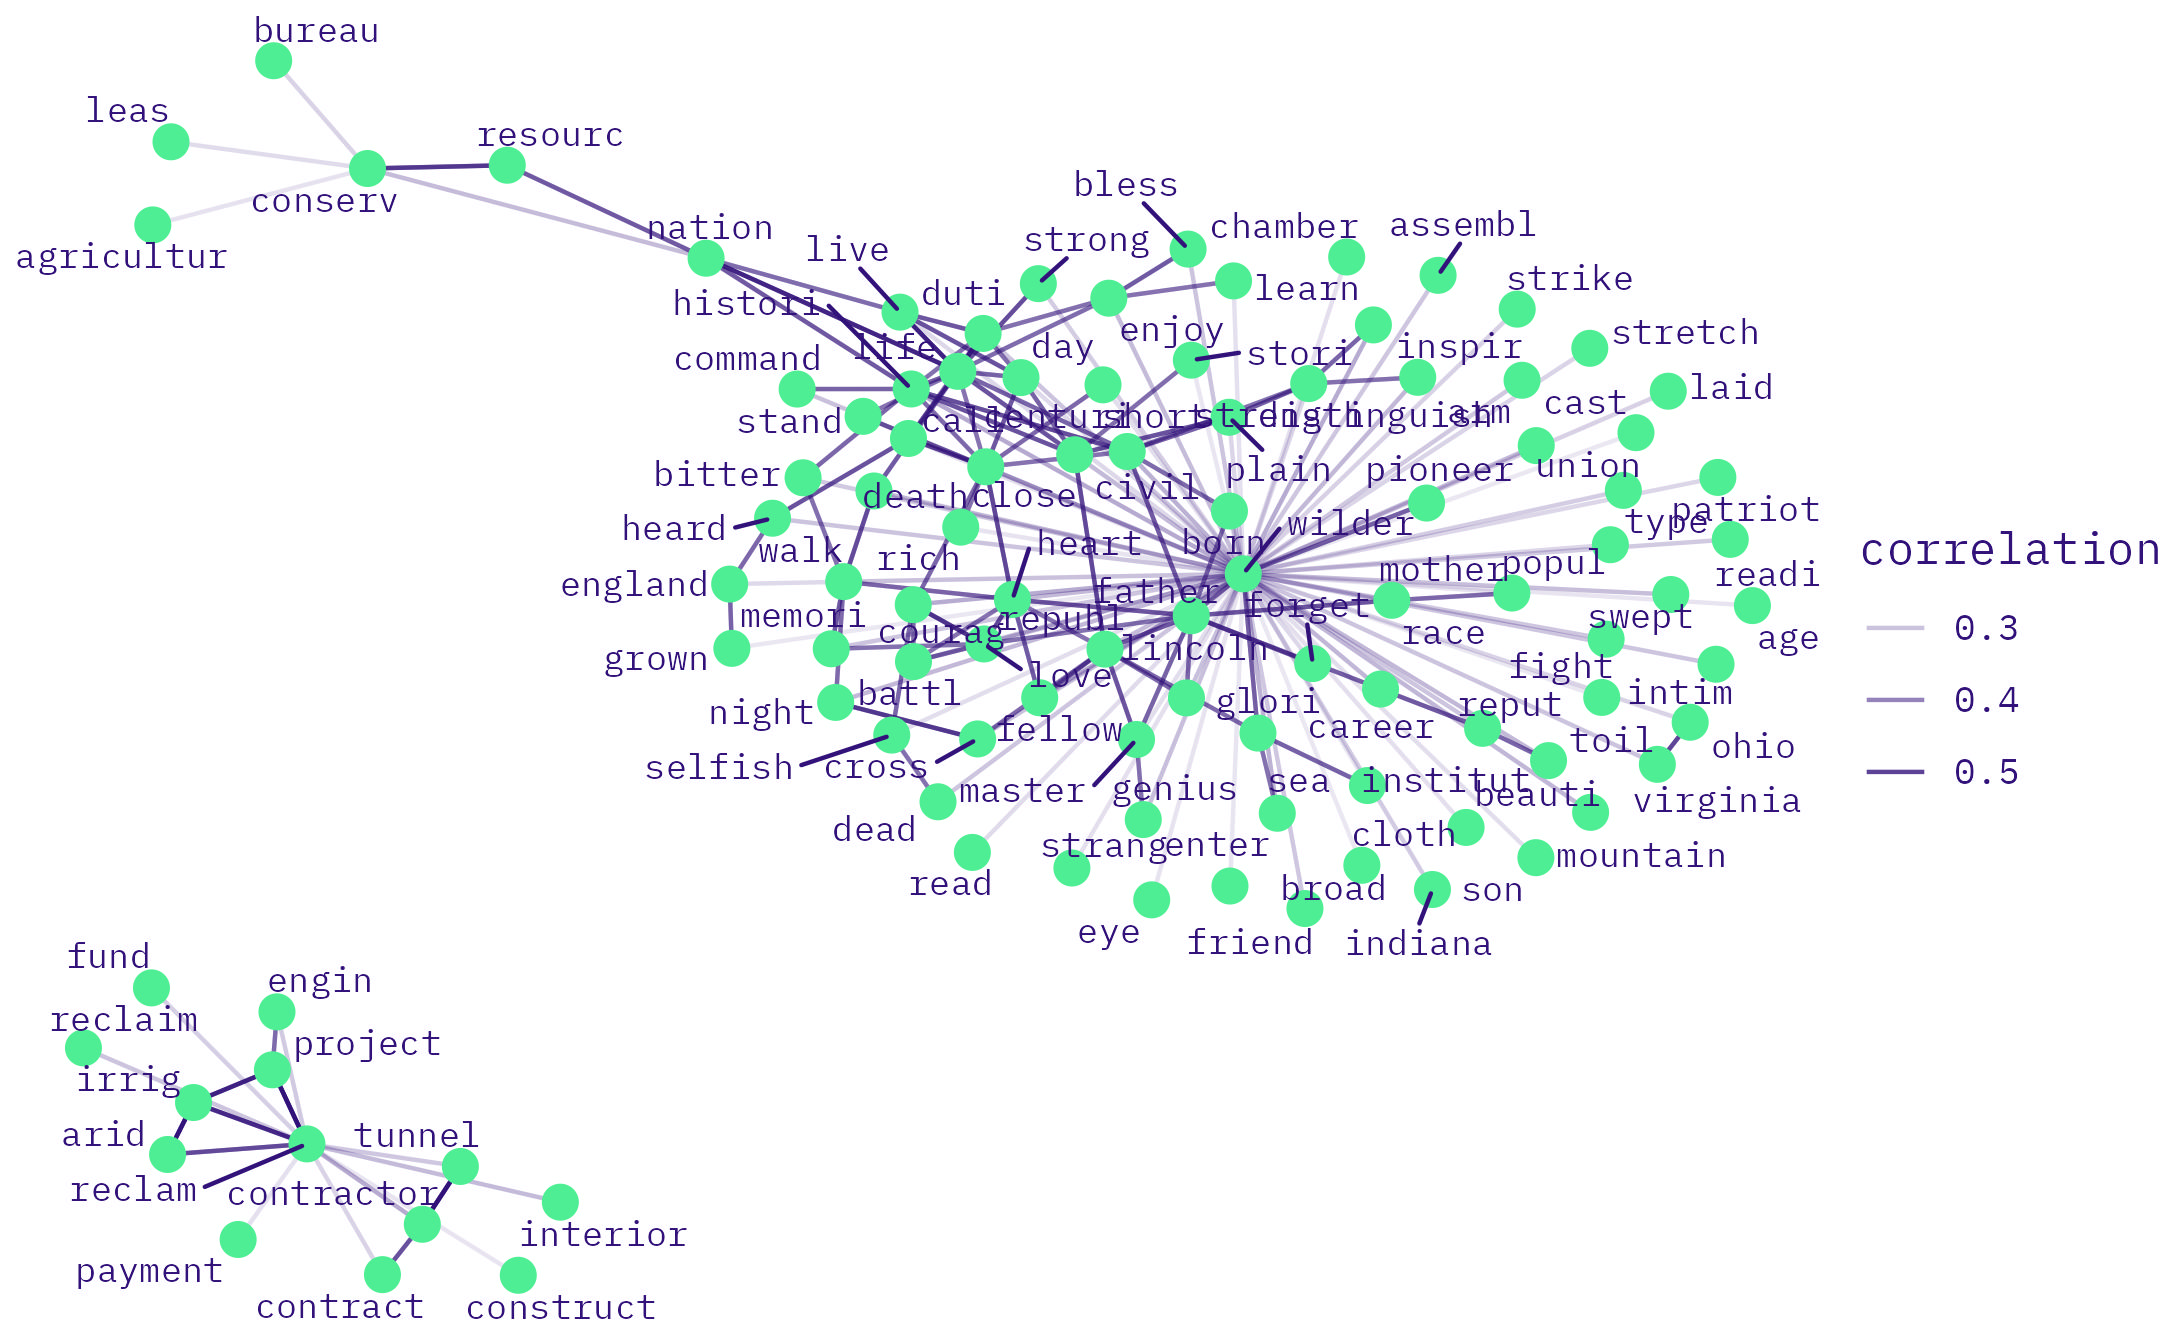 bureau
leas
resourc
conserv
agricultur
nation
bless
chamber
assembl
strong
live
histori
duti
learn
strike
enjoy
stretch
command
life
day
stori
inspir
laid
stand
call
centuri
short
strength
distinguish
arm
cast
bitter
plain
pioneer
union
death
close
civil
patriot
heard
type
wilder
walk
rich
heart
born
england
mother
popul
readi
memori
father
forget
swept
courag
republ
race
age
grown
lincoln
love
fight
night
battl
glori
reput
intim
fellow
career
toil
ohio
selfish
cross
master
genius
sea
institut
beauti
virginia
dead
strang
enter
cloth
mountain
read
broad
son
eye
friend
indiana
correlation
0.3
0.4
0.5
fund
engin
reclaim
project
irrig
arid
tunnel
reclam
contractor
interior
payment
contract
construct